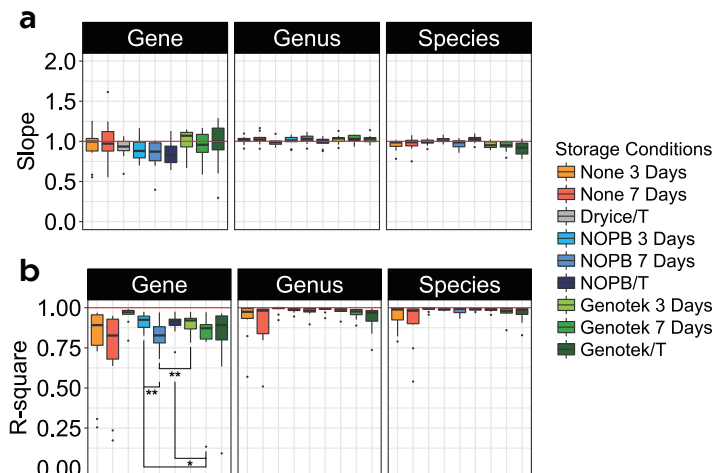 a
Gene Genus Species
2.0
1.5
1.0
0.5
0.0
Slope
Storage Conditions
None 3 Days
None 7 Days
Dryice/T
NOPB 3 Days
NOPB 7 Days
NOPB/T
Genotek 3 Days
Genotek 7 Days
Genotek/T
b
Gene Genus Species
1.00
0.75
0.50
0.25
0.00
R-square
**
**
*